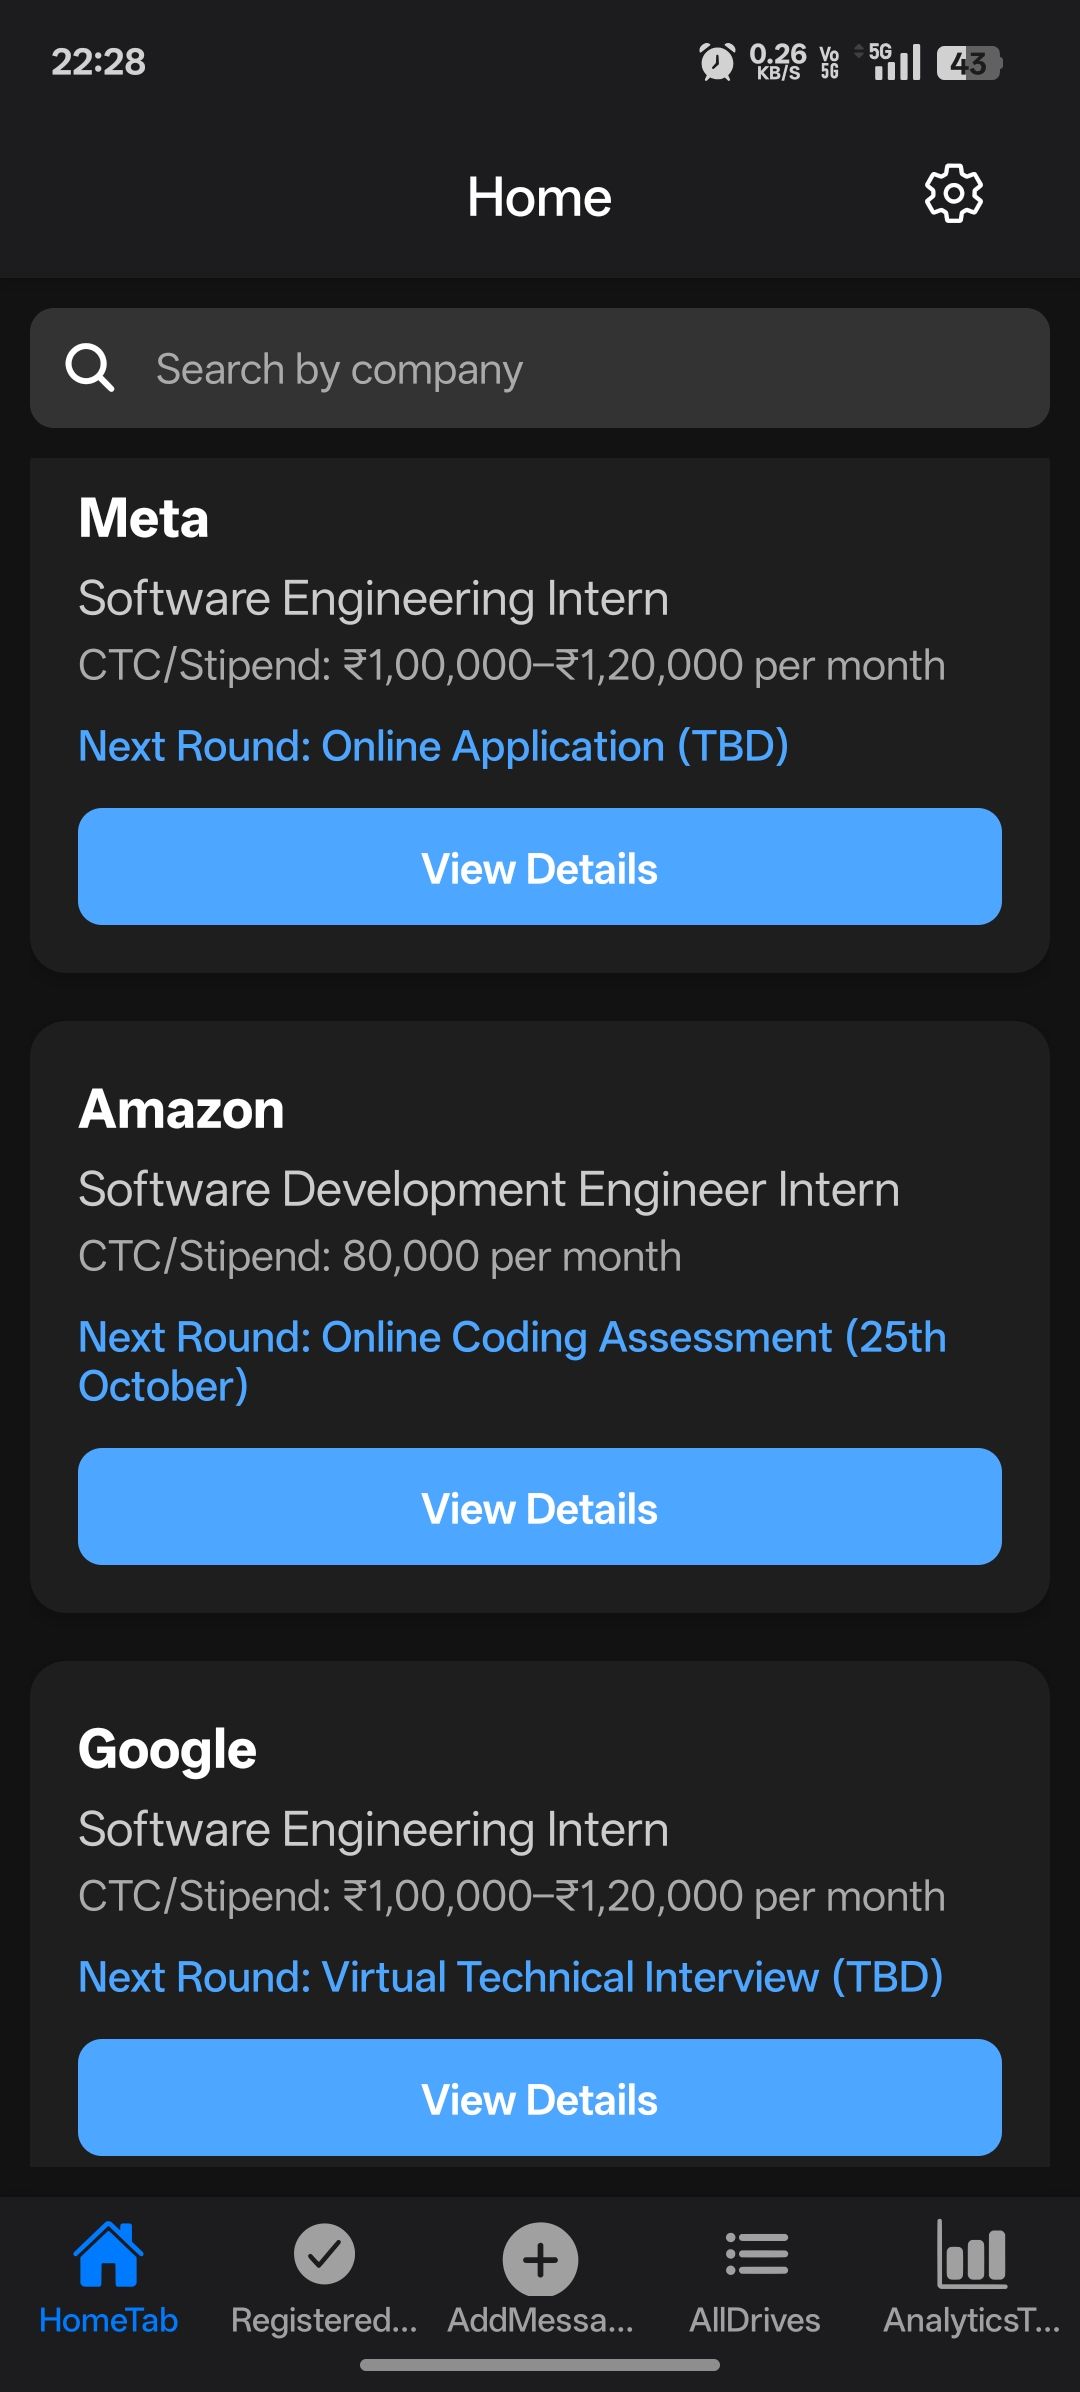 22:28
0.26
KB/S
Vo
5G
5G
43
Home
Search by company
Meta
Software Engineering Intern
CTC/Stipend: ₹1,00,000–₹1,20,000 per month
Next Round: Online Application (TBD)
View Details
Amazon
Software Development Engineer Intern
CTC/Stipend: 80,000 per month
Next Round: Online Coding Assessment (25th
October)
View Details
Google
Software Engineering Intern
CTC/Stipend: ₹1,00,000–₹1,20,000 per month
Next Round: Virtual Technical Interview (TBD)
View Details
HomeTab
Registered...
AddMessa...
AllDrives
AnalyticsT...